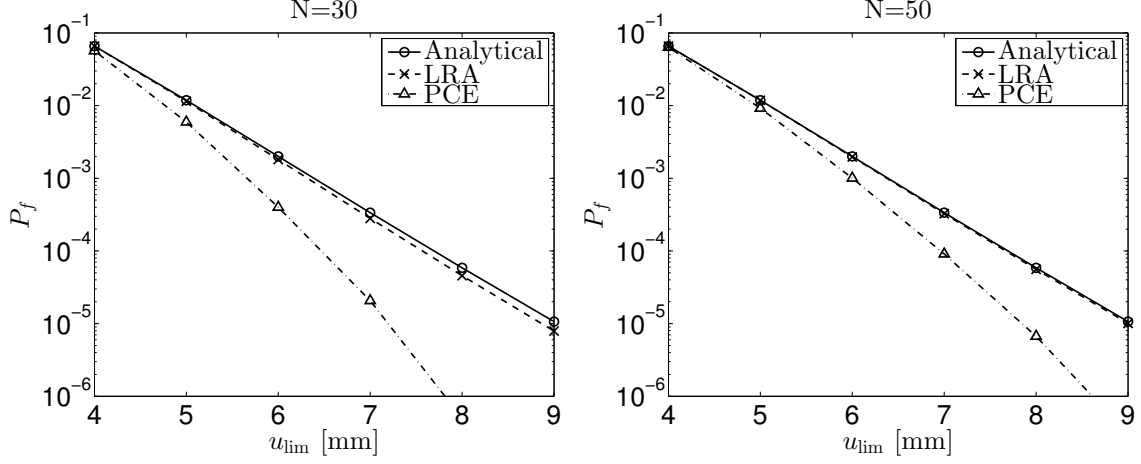 N=30
10^-1
10^-2
10^-3
10^-4
10^-5
10^-6
P_f
4 5 6 7 8 9
u_lim [mm]
Analytical
LRA
PCE
N=50
10^-1
10^-2
10^-3
10^-4
10^-5
10^-6
P_f
4 5 6 7 8 9
u_lim [mm]
Analytical
LRA
PCE